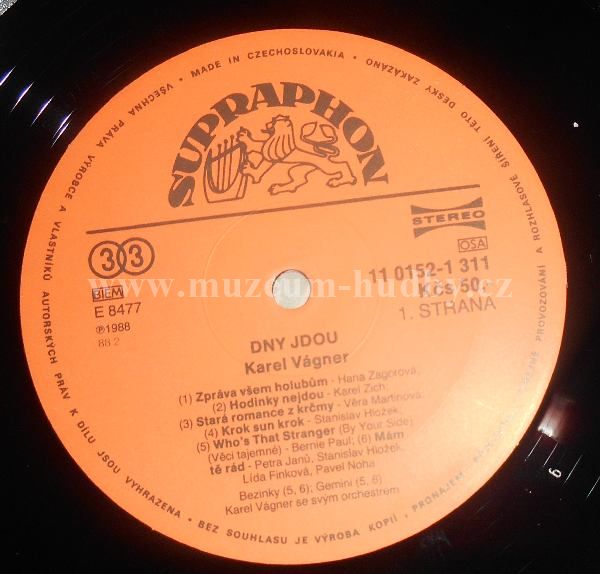 VŠECHNA PRÁVA VÝROBCE A VLASTNÍKŮ AUTORSKÝCH PRÁV K DÍLU JSOU VYHRAZENA • BEZ SOUHLASU JE VÝROBA KOPIÍ • PRONÁJEM PROVOZOVÁNÍ A ROZHLASOVÉ ŠÍŘENÍ TÉTO DESKY ZAKÁZÁNO
• MADE IN CZECHOSLOVAKIA •
SUPRAPHON
STEREO
33
OSA
11 0152-1 311
www.muzeum-hudby.cz
BIEM
E 8477
Kčs 50,-
℗1988
1. STRANA
88 2
DNY JDOU
Karel Vágner
(1) Zpráva všem holubům - Hana Zagorová;
(2) Hodinky nejdou - Karel Zich;
(3) Stará romance z krčmy - Věra Martinová;
(4) Krok sun krok - Stanislav Hložek;
(5) Who's That Stranger (By Your Side)
(Věci tajemné) - Bernie Paul; (6) Mám
tě rád - Petra Janů, Stanislav Hložek,
Lída Finková, Pavel Noha
Bezinky (5, 6); Gemini (5, 6)
Karel Vágner se svým orchestrem
9